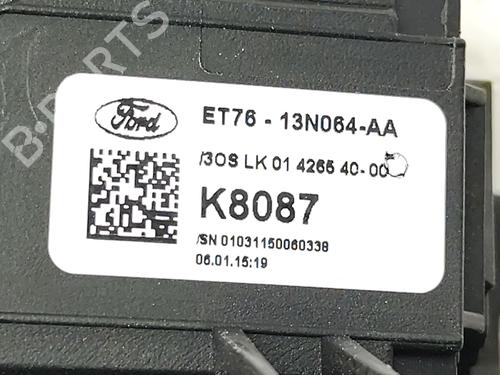 B-PARTS
Ford
ET76 - 13N064-AA
/3OS LK 01 4265 40-00
K8087
/SN 01031150060338
06.01.15:19